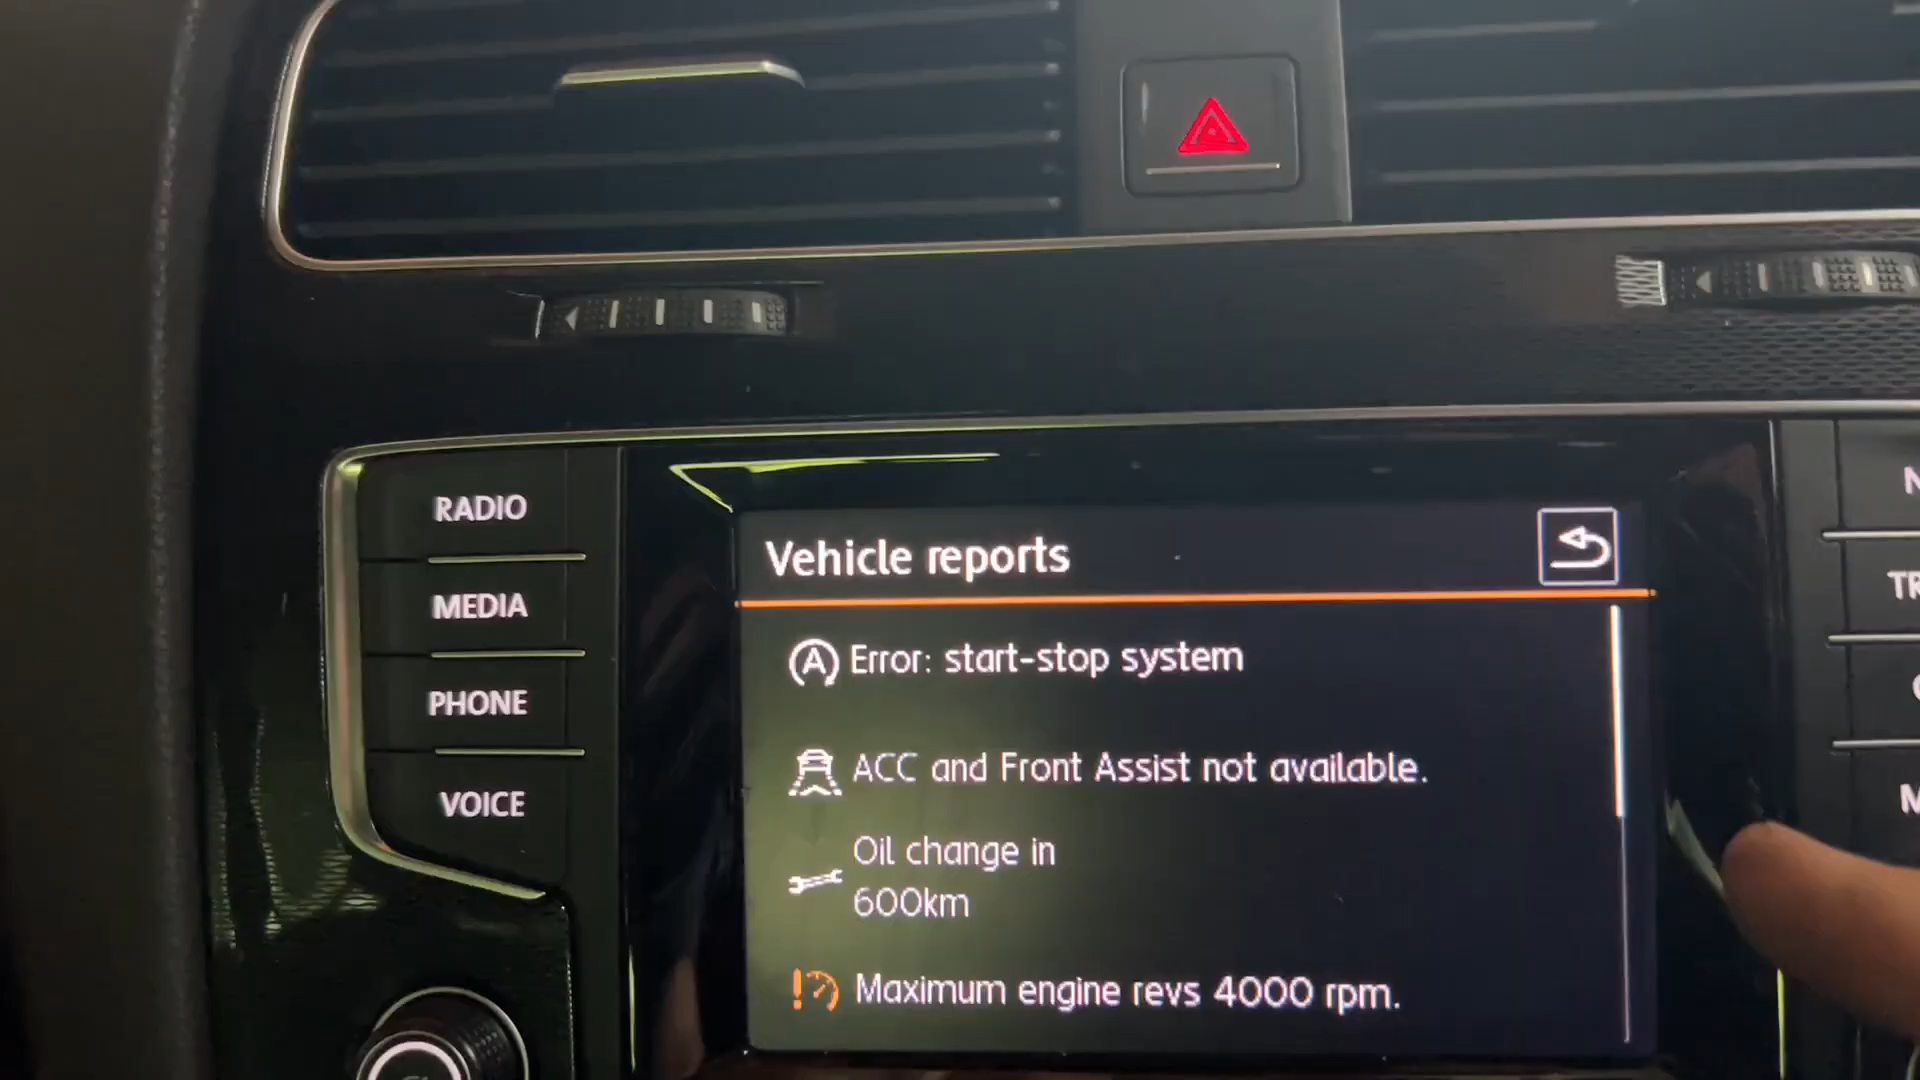 RADIO
MEDIA
PHONE
VOICE
Vehicle reports
Error: start-stop system
ACC and Front Assist not available.
Oil change in
600km
Maximum engine revs 4000 rpm.